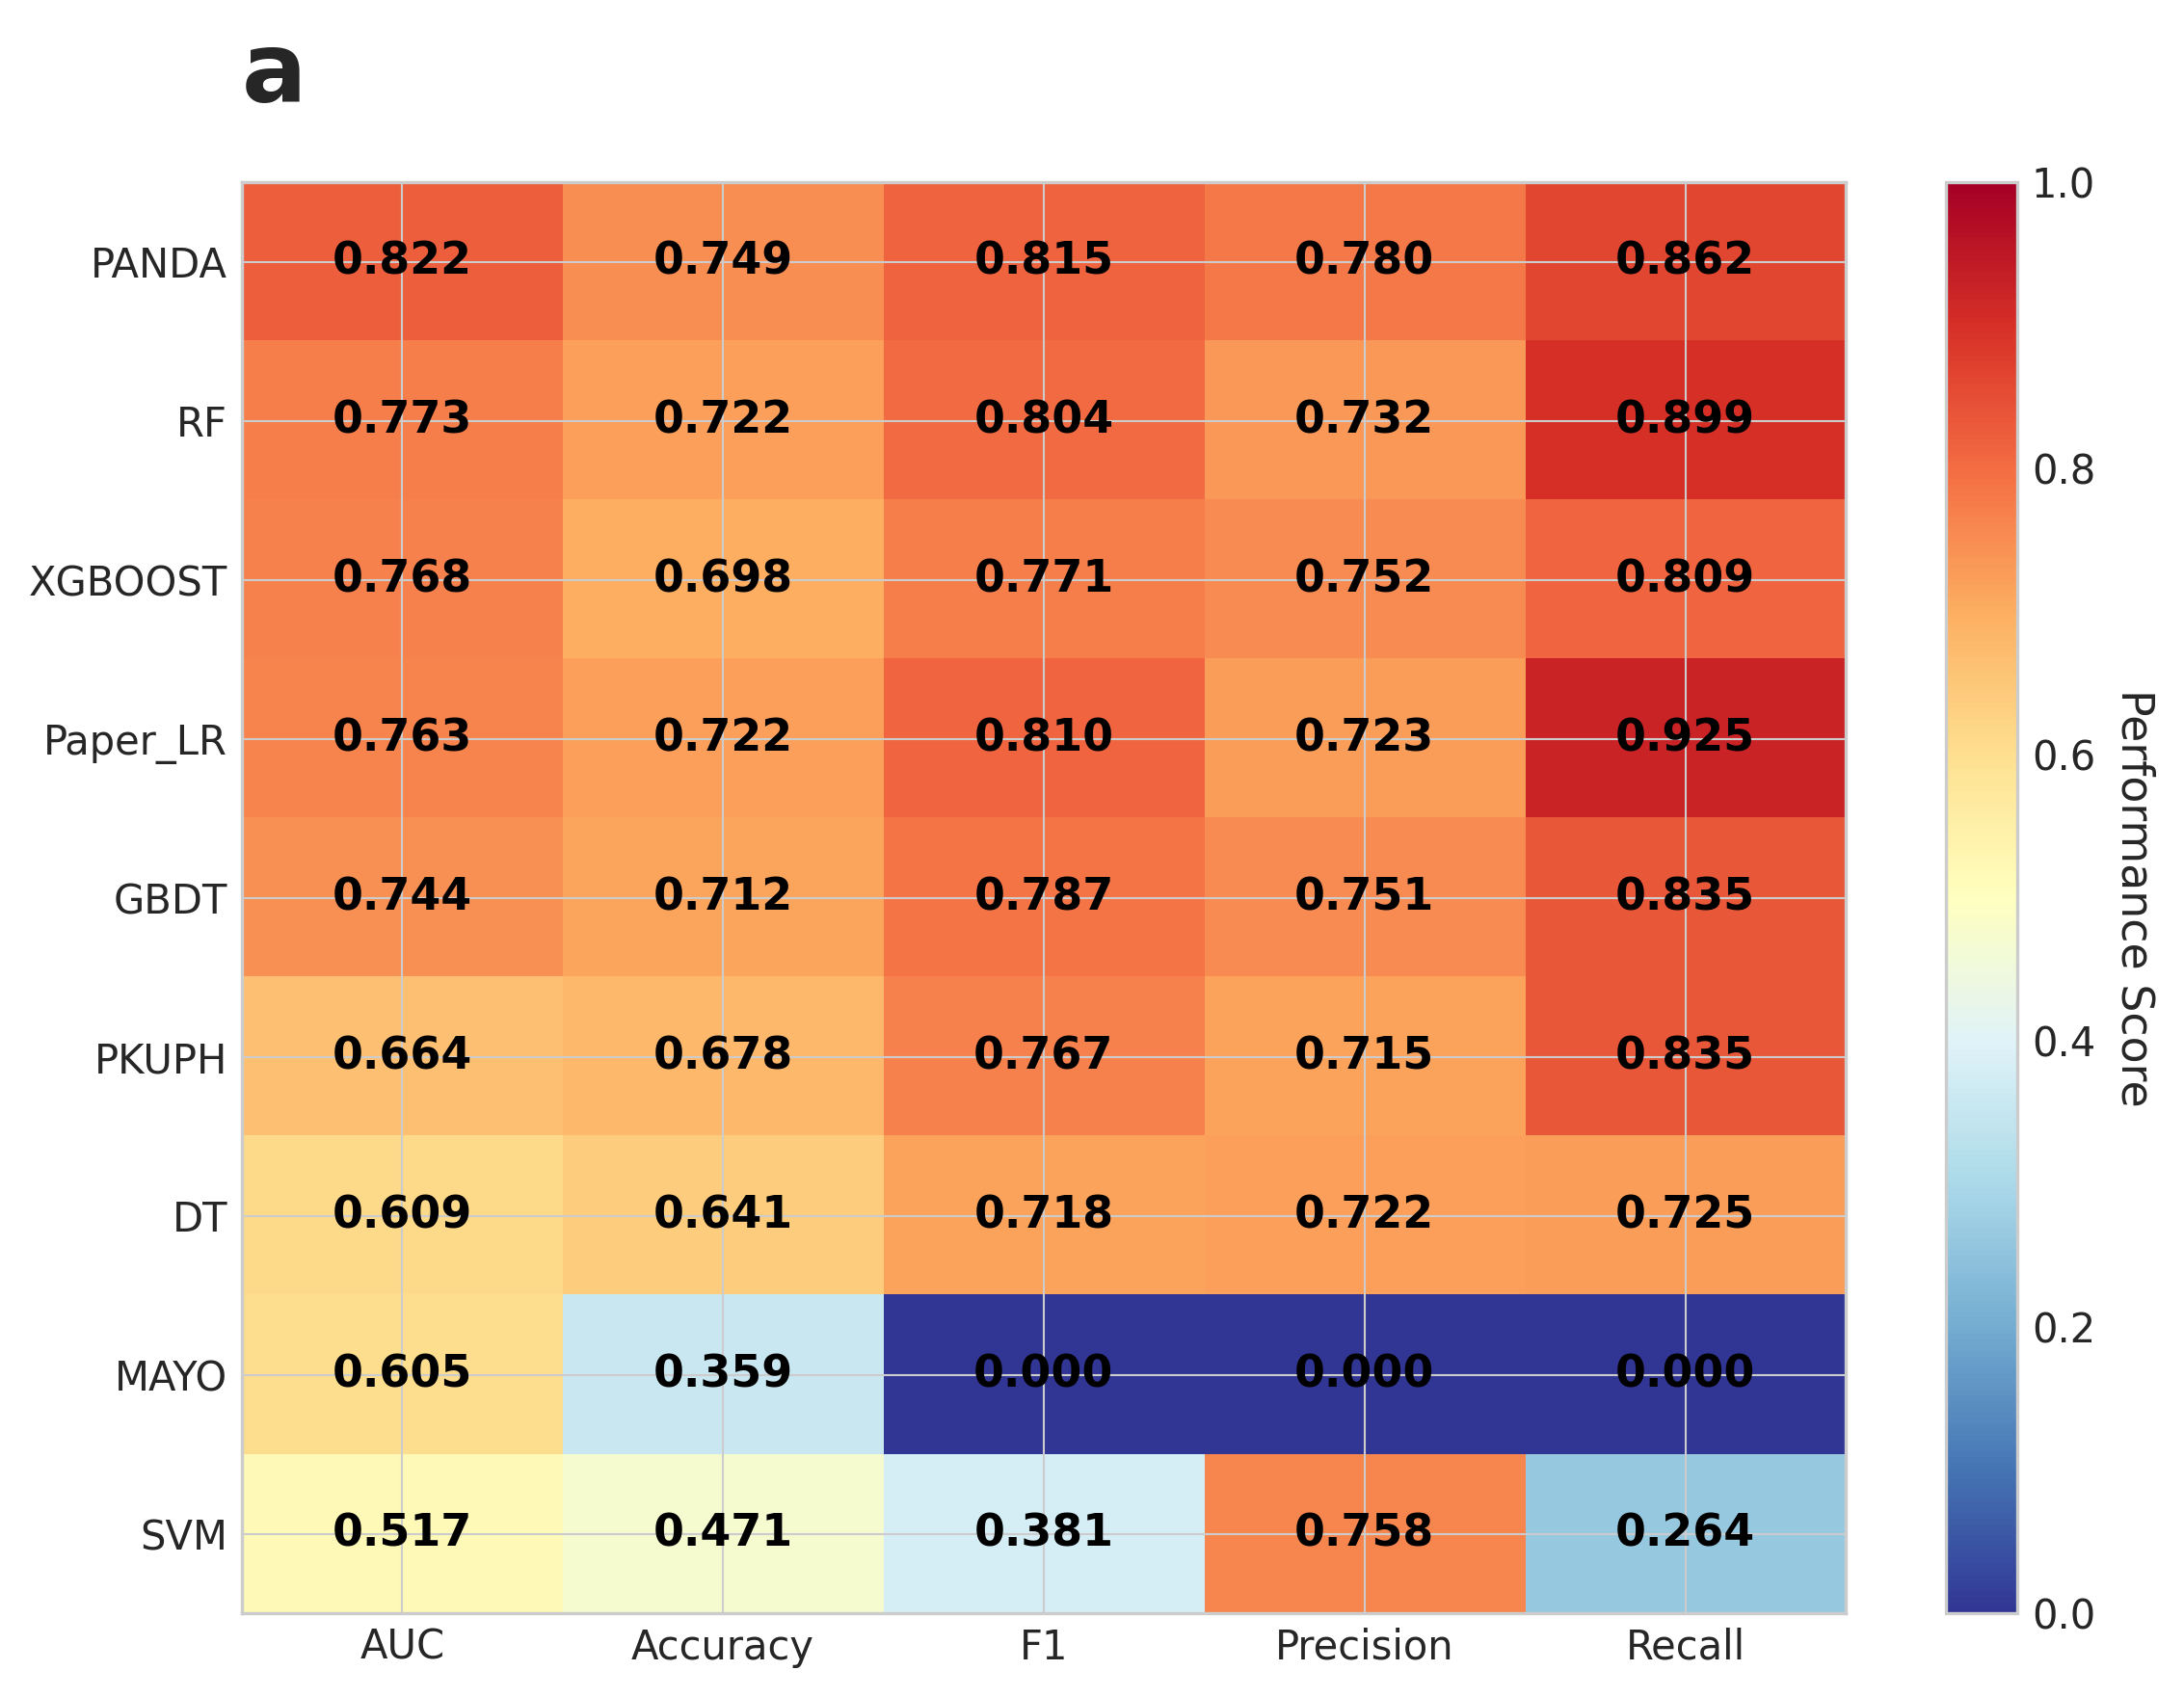 a
PANDA 0.822 0.749 0.815 0.780 0.862
RF 0.773 0.722 0.804 0.732 0.899
XGBOOST 0.768 0.698 0.771 0.752 0.809
Paper_LR 0.763 0.722 0.810 0.723 0.925
GBDT 0.744 0.712 0.787 0.751 0.835
PKUPH 0.664 0.678 0.767 0.715 0.835
DT 0.609 0.641 0.718 0.722 0.725
MAYO 0.605 0.359 0.000 0.000 0.000
SVM 0.517 0.471 0.381 0.758 0.264
AUC Accuracy F1 Precision Recall
1.0
0.8
0.6
0.4
0.2
0.0
Performance Score